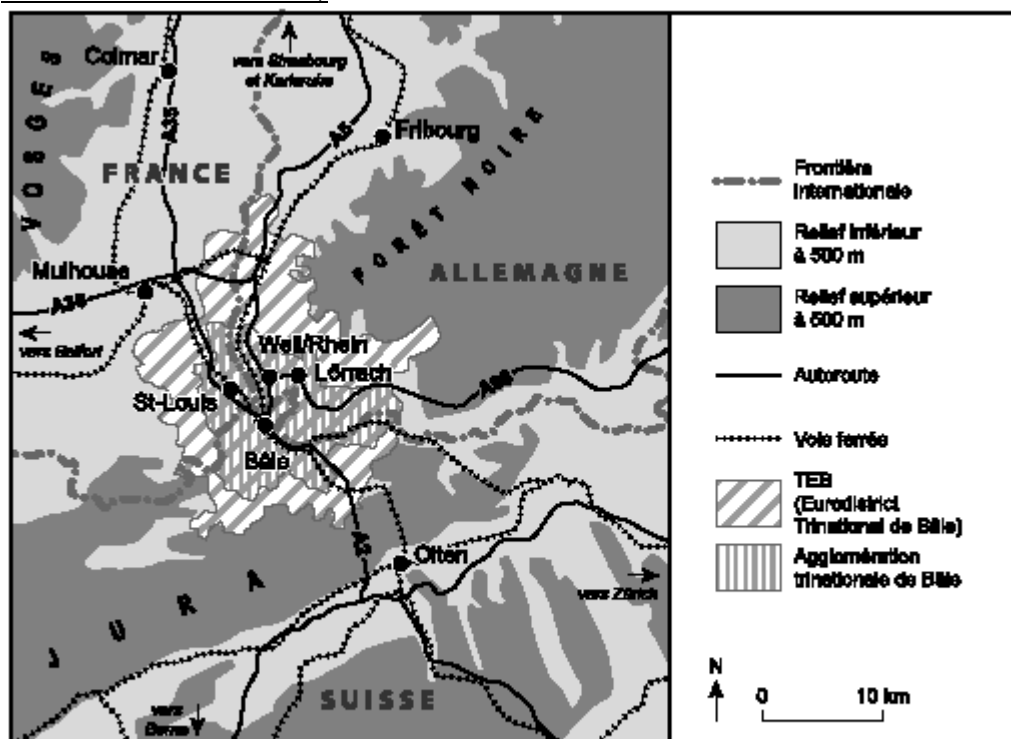 Colmar
vers Strasbourg
et Karlsruhe
VOSGES
A35
A5
Fribourg
FRANCE
FORÊT NOIRE
ALLEMAGNE
Mulhouse
A36
vers Belfort
Weil/Rhein
Lörrach
A98
St-Louis
Bâle
A2
Olten
vers Zürich
JURA
SUISSE
vers
Berne
Frontière
internationale
Relief inférieur
à 500 m
Relief supérieur
à 500 m
Autoroute
Voie ferrée
TEB
(Eurodistrict
Trinational de Bâle)
Agglomération
trinationale de Bâle
N
0 10 km